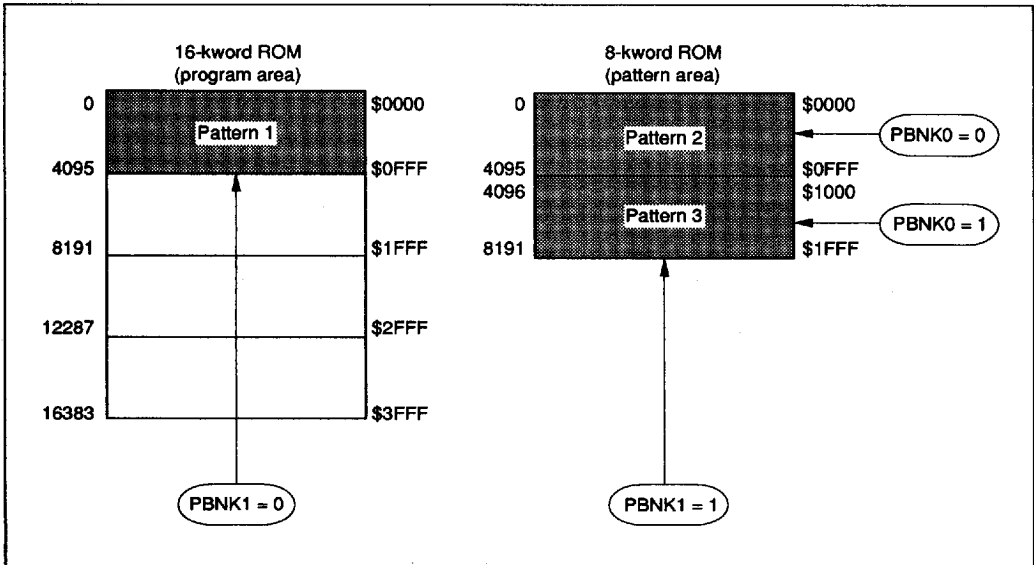 16-kword ROM
(program area)
0
$0000
Pattern 1
4095
$0FFF
8191
$1FFF
12287
$2FFF
16383
$3FFF
PBNK1 = 0
8-kword ROM
(pattern area)
0
$0000
Pattern 2
PBNK0 = 0
4095
$0FFF
4096
$1000
Pattern 3
PBNK0 = 1
8191
$1FFF
PBNK1 = 1